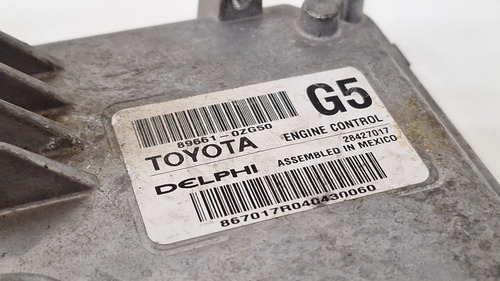 G5
89661-0ZG50
TOYOTA ENGINE CONTROL
28427017
DELPHI ASSEMBLED IN MEXICO
867017R040430060